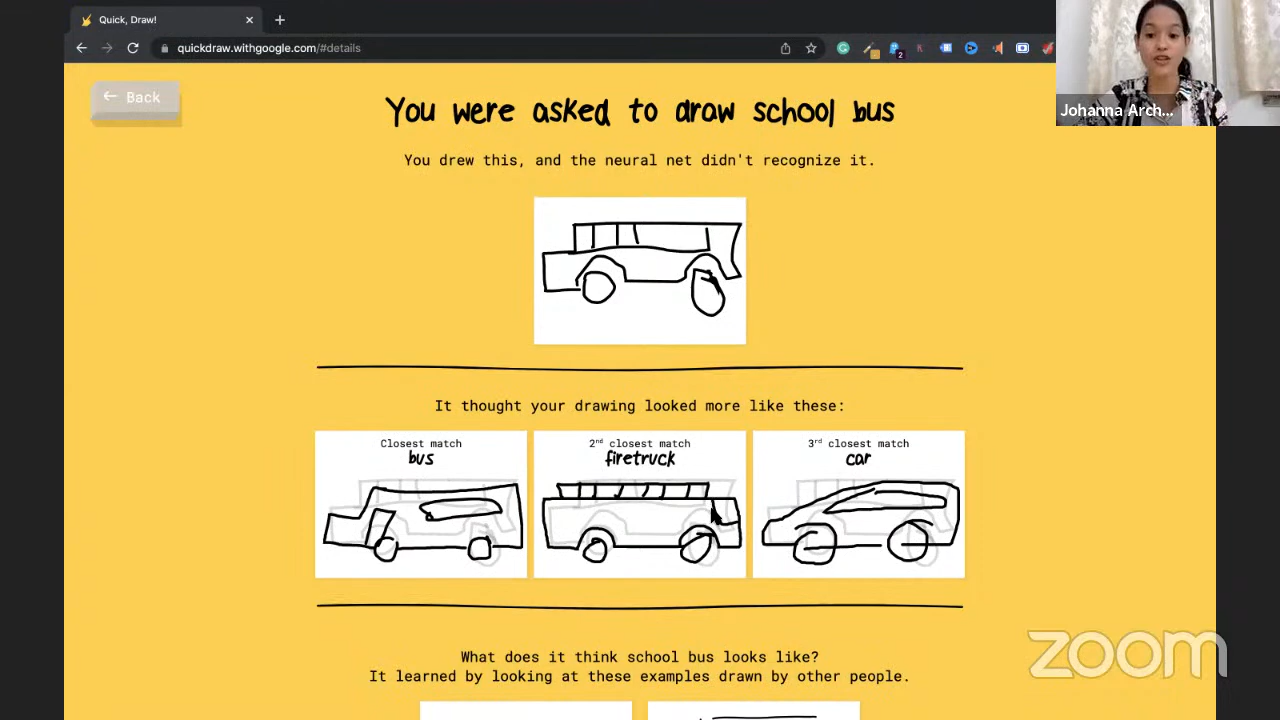 Quick, Draw!
quickdraw.withgoogle.com/#details
2
Johanna Arch...
Back
You were asked to draw school bus
You drew this, and the neural net didn't recognize it.
It thought your drawing looked more like these:
Closest match
bus
2nd closest match
firetruck
3rd closest match
car
What does it think school bus looks like?
It learned by looking at these examples drawn by other people.
zoom